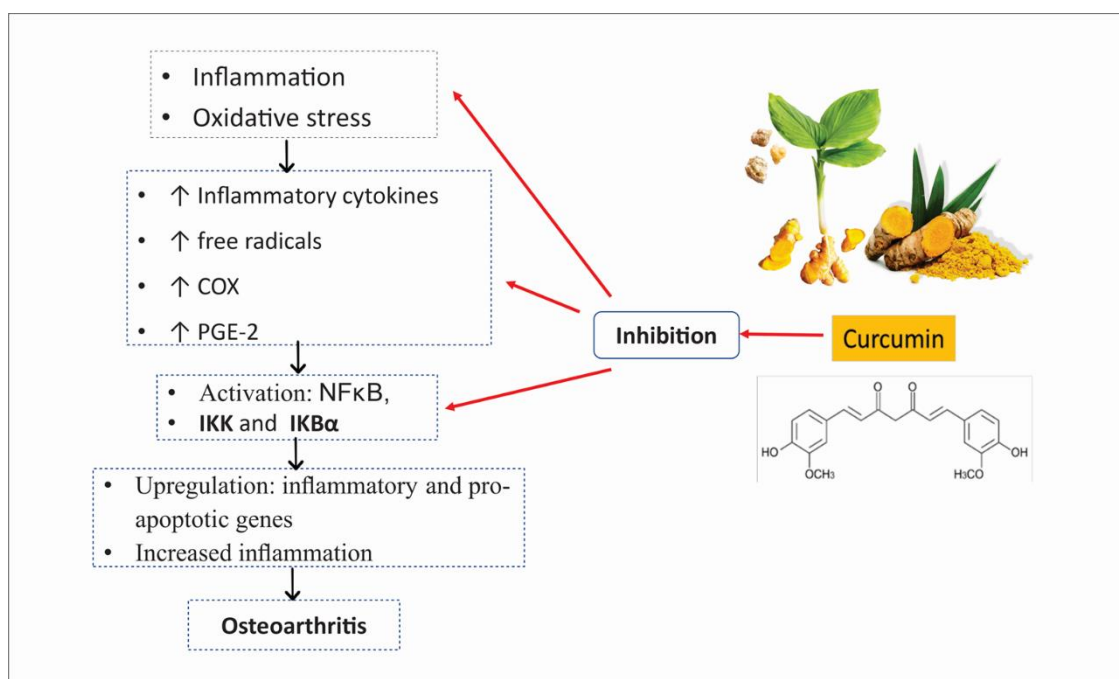 • Inflammation
• Oxidative stress
• ↑ Inflammatory cytokines
• ↑ free radicals
• ↑ COX
• ↑ PGE-2
• Activation: NFκB,
• IKK and IKBα
• Upregulation: inflammatory and pro-
apoptotic genes
• Increased inflammation
Osteoarthritis
Inhibition
Curcumin
O O
HO OH
OCH₃ H₃CO